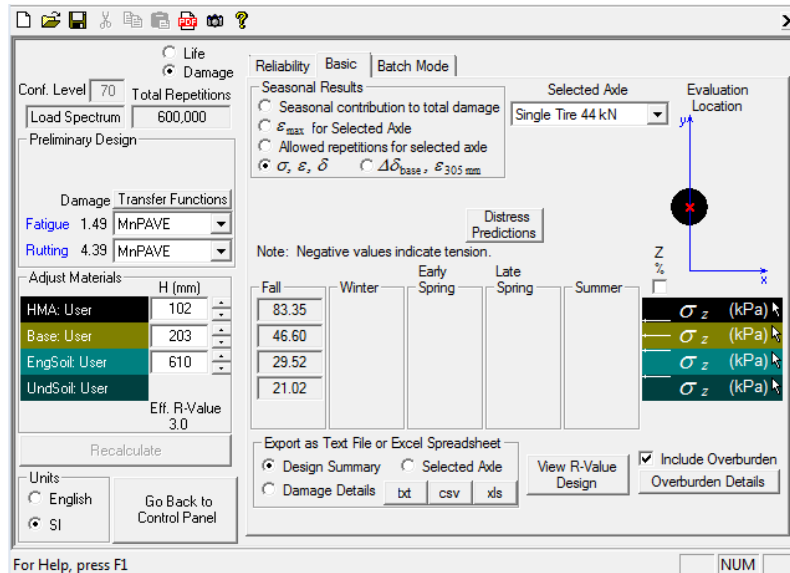 Life
Damage
Conf. Level 70 Total Repetitions
Load Spectrum 600,000
Preliminary Design
Damage Transfer Functions
Fatigue 1.49 MnPAVE
Rutting 4.39 MnPAVE
Adjust Materials
H (mm)
HMA: User 102
Base: User 203
EngSoil: User 610
UndSoil: User
Eff. R-Value
3.0
Recalculate
Units
English
SI
Go Back to
Control Panel
Reliability Basic Batch Mode
Seasonal Results
Seasonal contribution to total damage
εmax for Selected Axle
Allowed repetitions for selected axle
σ, ε, δ Δδbase, ε305 mm
Selected Axle
Single Tire 44 kN
Evaluation
Location
y
x
Distress
Predictions
Note: Negative values indicate tension.
Z
%
Fall Winter Early Spring Late Spring Summer
83.35 σz (kPa)
46.60 σz (kPa)
29.52 σz (kPa)
21.02 σz (kPa)
Export as Text File or Excel Spreadsheet
Design Summary Selected Axle
Damage Details txt csv xls
View R-Value
Design
Include Overburden
Overburden Details
For Help, press F1 NUM